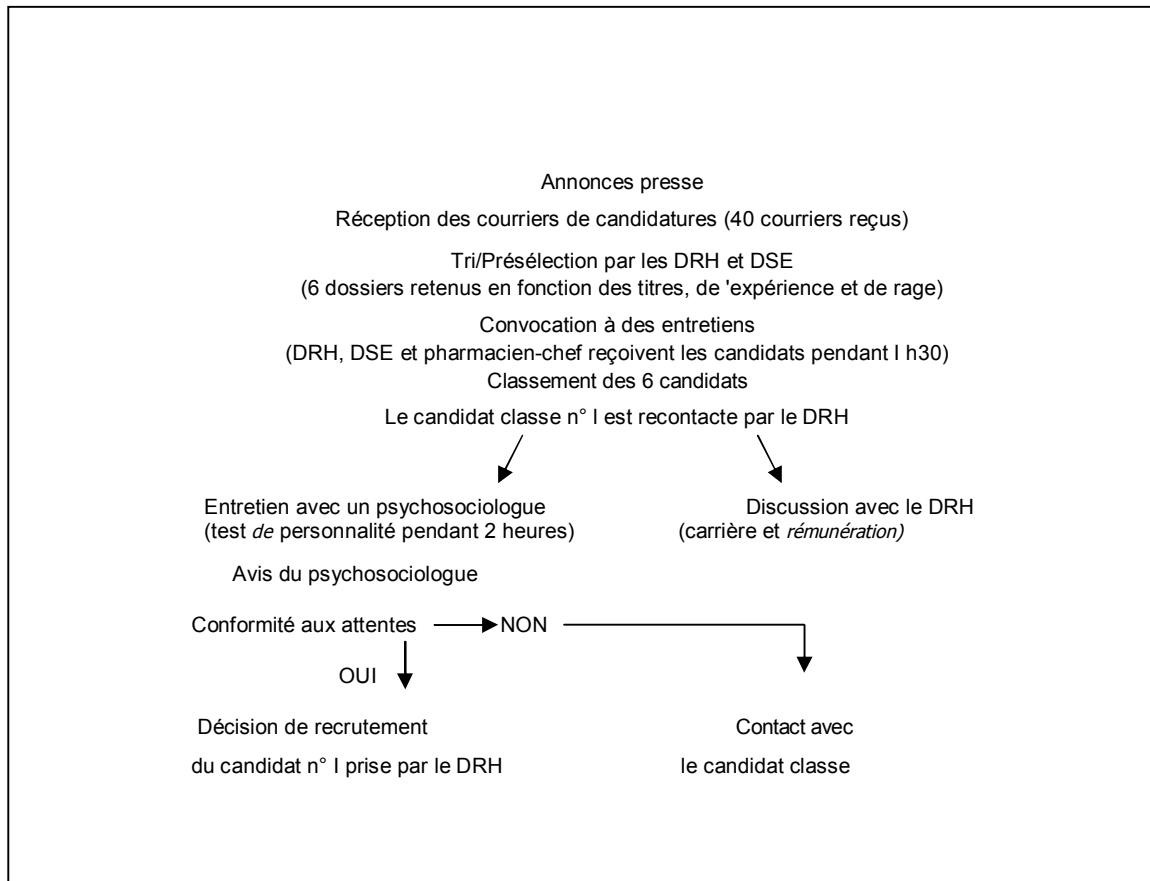 Annonces presse
Réception des courriers de candidatures (40 courriers reçus)
Tri/Présélection par les DRH et DSE
(6 dossiers retenus en fonction des titres, de 'expérience et de rage)
Convocation à des entretiens
(DRH, DSE et pharmacien-chef reçoivent les candidats pendant I h30)
Classement des 6 candidats
Le candidat classe n° I est recontacte par le DRH
Entretien avec un psychosociologue
(test de personnalité pendant 2 heures)
Discussion avec le DRH
(carrière et rémunération)
Avis du psychosociologue
Conformité aux attentes
NON
OUI
Décision de recrutement
du candidat n° I prise par le DRH
Contact avec
le candidat classe